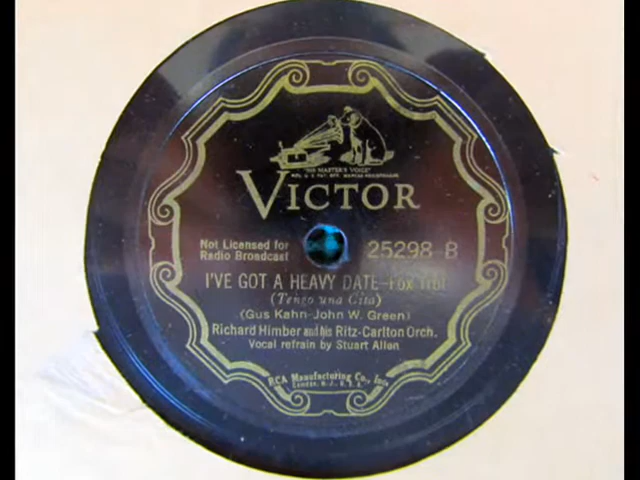 "HIS MASTER'S VOICE"
VICTOR
Not Licensed for
Radio Broadcast
25298-B
I'VE GOT A HEAVY DATE-Fox Trot
(Tengo una Cita)
(Gus Kahn-John W. Green)
Richard Himber and his Ritz-Carlton Orch.
Vocal refrain by Stuart Allen
RCA Manufacturing Co., Inc.
Camden, N. J., U. S. A.